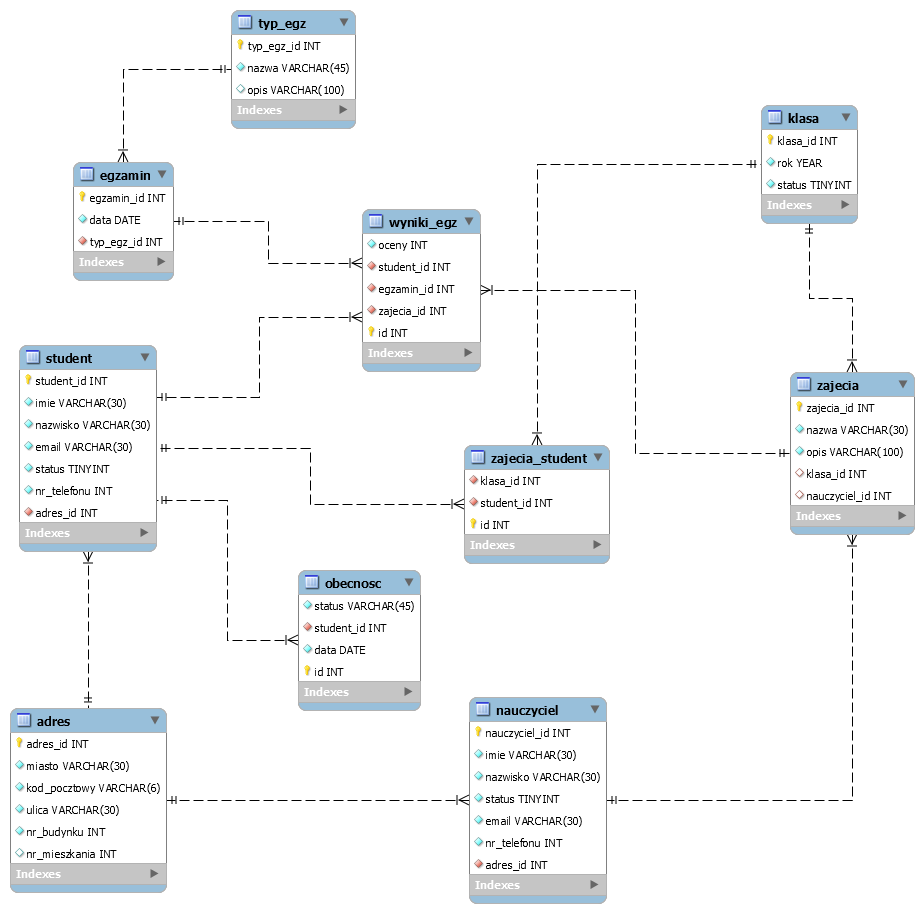 typ_egz
typ_egz_id INT
nazwa VARCHAR(45)
opis VARCHAR(100)
Indexes
klasa
klasa_id INT
rok YEAR
status TINYINT
Indexes
egzamin
egzamin_id INT
data DATE
typ_egz_id INT
Indexes
wyniki_egz
oceny INT
student_id INT
egzamin_id INT
zajecia_id INT
id INT
Indexes
student
student_id INT
imie VARCHAR(30)
nazwisko VARCHAR(30)
email VARCHAR(30)
status TINYINT
nr_telefonu INT
adres_id INT
Indexes
zajecia
zajecia_id INT
nazwa VARCHAR(30)
opis VARCHAR(100)
klasa_id INT
nauczyciel_id INT
Indexes
zajecia_student
klasa_id INT
student_id INT
id INT
Indexes
obecnosc
status VARCHAR(45)
student_id INT
data DATE
id INT
Indexes
adres
adres_id INT
miasto VARCHAR(30)
kod_pocztowy VARCHAR(6)
ulica VARCHAR(30)
nr_budynku INT
nr_mieszkania INT
Indexes
nauczyciel
nauczyciel_id INT
imie VARCHAR(30)
nazwisko VARCHAR(30)
status TINYINT
email VARCHAR(30)
nr_telefonu INT
adres_id INT
Indexes